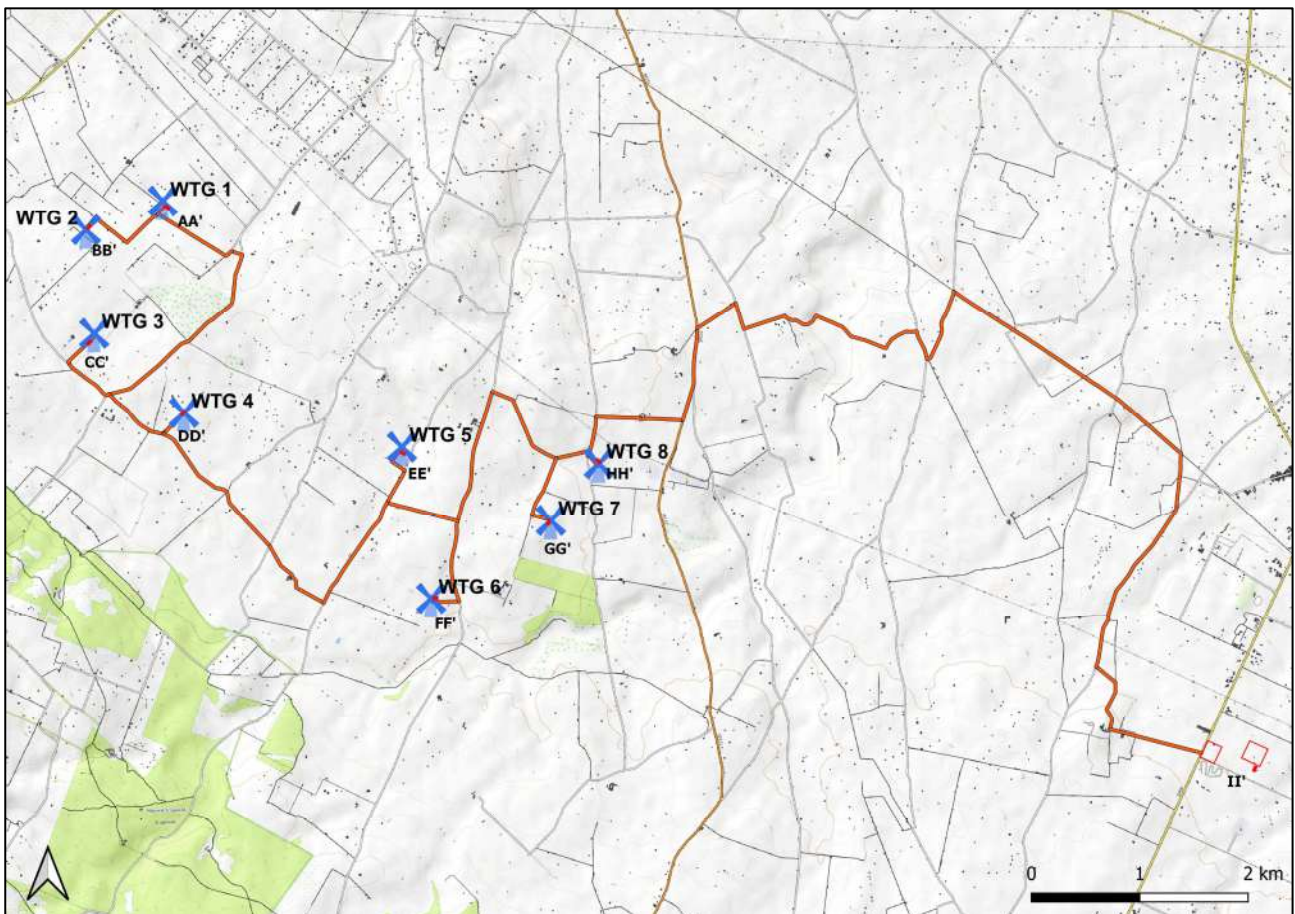 WTG 1
AA'
WTG 2
BB'
WTG 3
CC'
WTG 4
DD'
WTG 5
EE'
WTG 8
HH'
WTG 7
GG'
WTG 6
FF'
II'
0 1 2 km